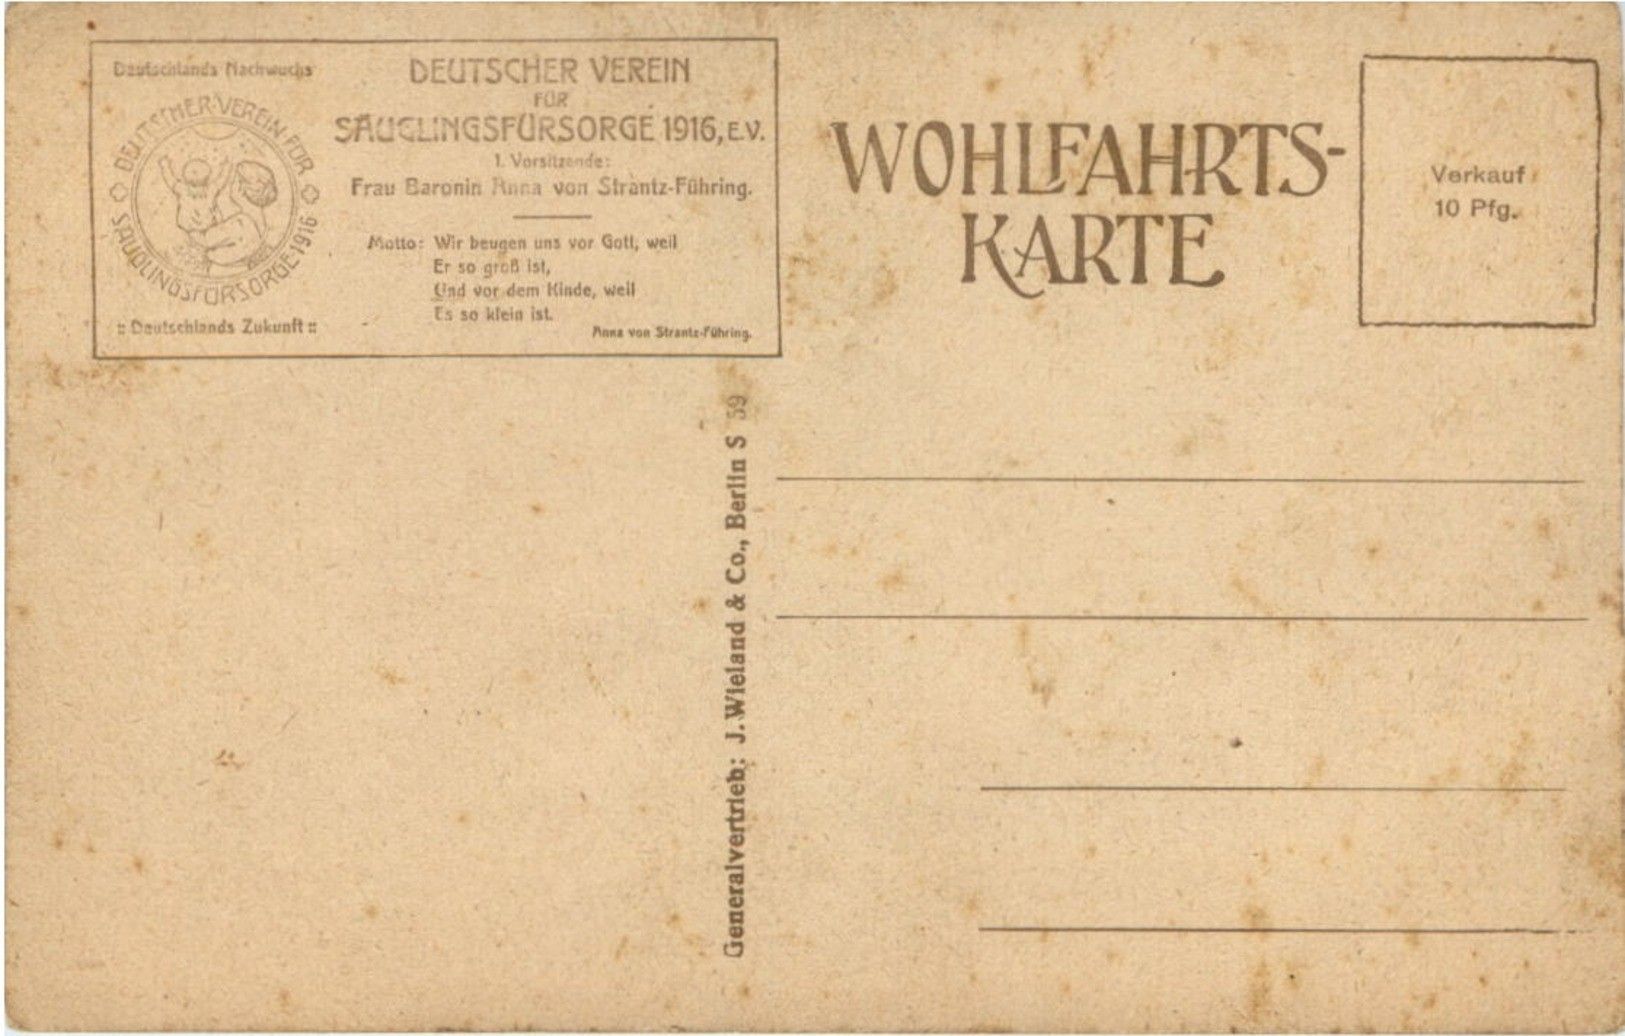 Deutschlands Nachwuchs
DEUTSCHER VEREIN FÜR
SÄUGLINGSFÜRSORGE 1916
:: Deutschlands Zukunft ::
DEUTSCHER VEREIN
FÜR
SÄUGLINGSFÜRSORGE 1916, E.V.
1. Vorsitzende:
Frau Baronin Anna von Strantz-Führing.
Motto: Wir beugen uns vor Gott, weil
Er so groß ist,
Und vor dem Kinde, weil
Es so klein ist.
Anna von Strantz-Führing.
WOHLFAHRTS-
KARTE
Verkauf
10 Pfg.
Generalvertrieb: J. Wieland & Co., Berlin S 59